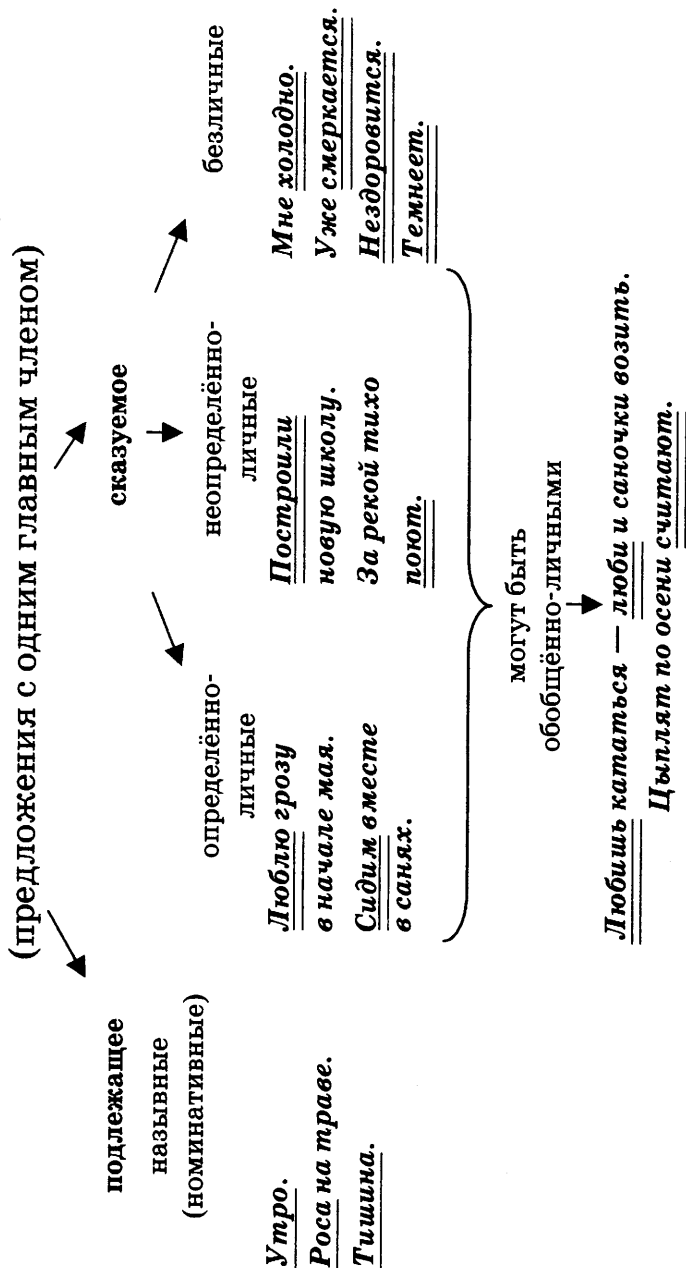 (предложения с одним главным членом)
подлежащее
назывные
(номинативные)
Утро.
Роса на траве.
Тишина.
сказуемое
определённо-
личные
Люблю грозу
в начале мая.
Сидим вместе
в санях.
неопределённо-
личные
Построили
новую школу.
За рекой тихо
поют.
безличные
Мне холодно.
Уже смеркается.
Нездоровится.
Темнеет.
могут быть
обобщённо-личными
Любишь кататься — люби и саночки возить.
Цыплят по осени считают.